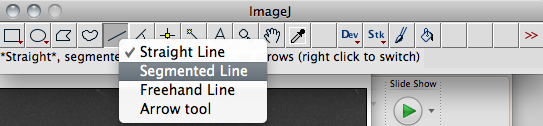 ImageJ
A Dev Stk >>
*Straight*, segmente rows (right click to switch)
✓ Straight Line
Segmented Line
Freehand Line
Arrow tool
Slide Show